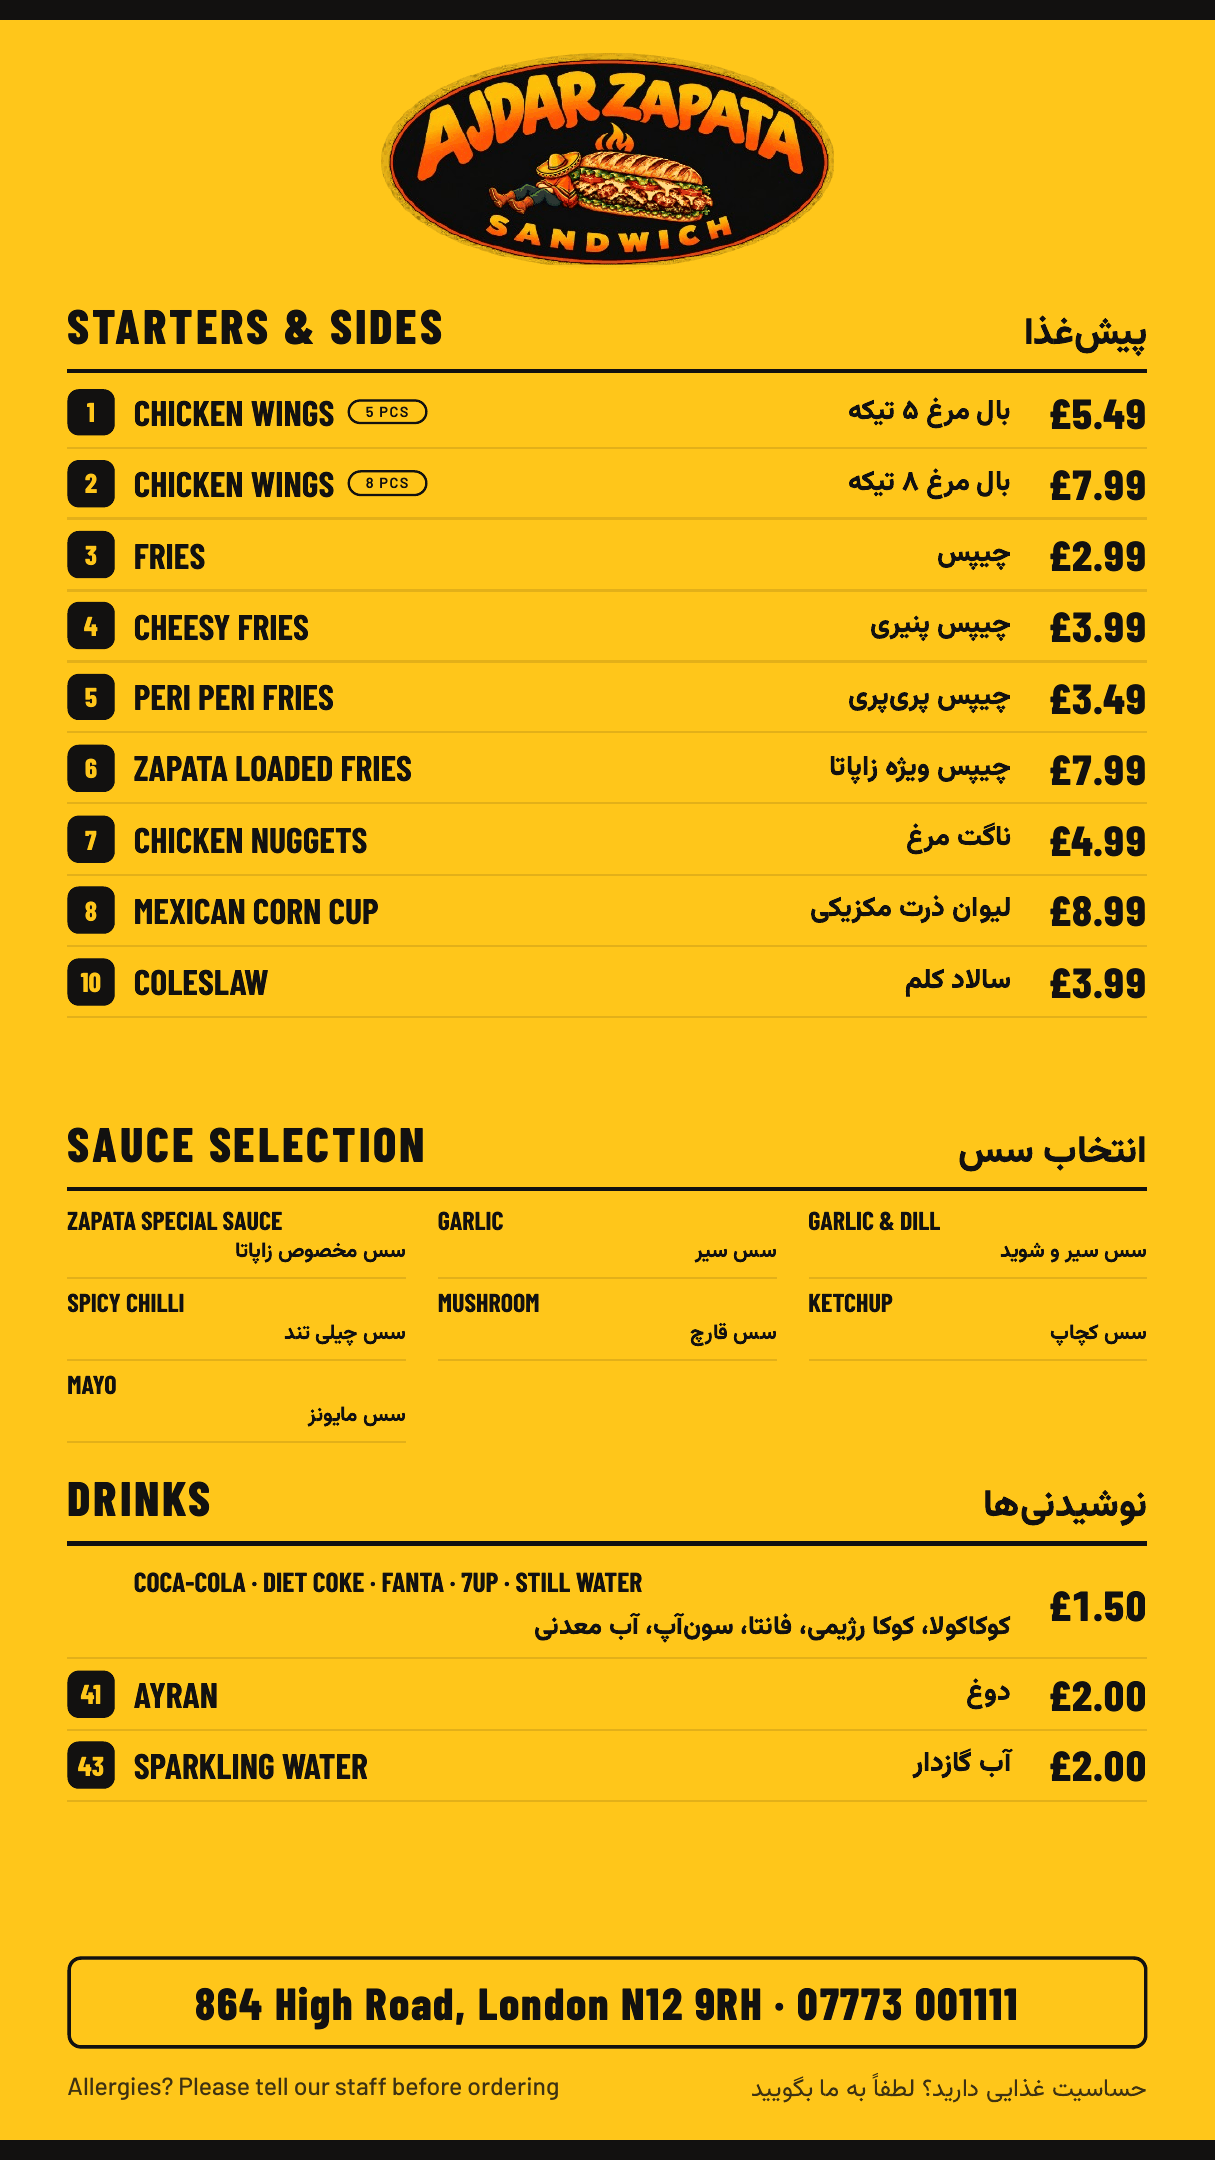 AJDAR ZAPATA
SANDWICH
STARTERS & SIDES پیش‌غذا
1 CHICKEN WINGS 5 PCS بال مرغ ۵ تیکه £5.49
2 CHICKEN WINGS 8 PCS بال مرغ ۸ تیکه £7.99
3 FRIES چیپس £2.99
4 CHEESY FRIES چیپس پنیری £3.99
5 PERI PERI FRIES چیپس پری‌پری £3.49
6 ZAPATA LOADED FRIES چیپس ویژه زاپاتا £7.99
7 CHICKEN NUGGETS ناگت مرغ £4.99
8 MEXICAN CORN CUP لیوان ذرت مکزیکی £8.99
10 COLESLAW سالاد کلم £3.99
SAUCE SELECTION انتخاب سس
ZAPATA SPECIAL SAUCE GARLIC GARLIC & DILL
سس مخصوص زاپاتا سس سیر سس سیر و شوید
SPICY CHILLI MUSHROOM KETCHUP
سس چیلی تند سس قارچ سس کچاپ
MAYO
سس مایونز
DRINKS نوشیدنی‌ها
COCA-COLA · DIET COKE · FANTA · 7UP · STILL WATER £1.50
کوکاکولا، کوکا رژیمی، فانتا، سون‌آپ، آب معدنی
41 AYRAN دوغ £2.00
43 SPARKLING WATER آب گازدار £2.00
864 High Road, London N12 9RH · 07773 001111
Allergies? Please tell our staff before ordering حساسیت غذایی دارید؟ لطفاً به ما بگویید